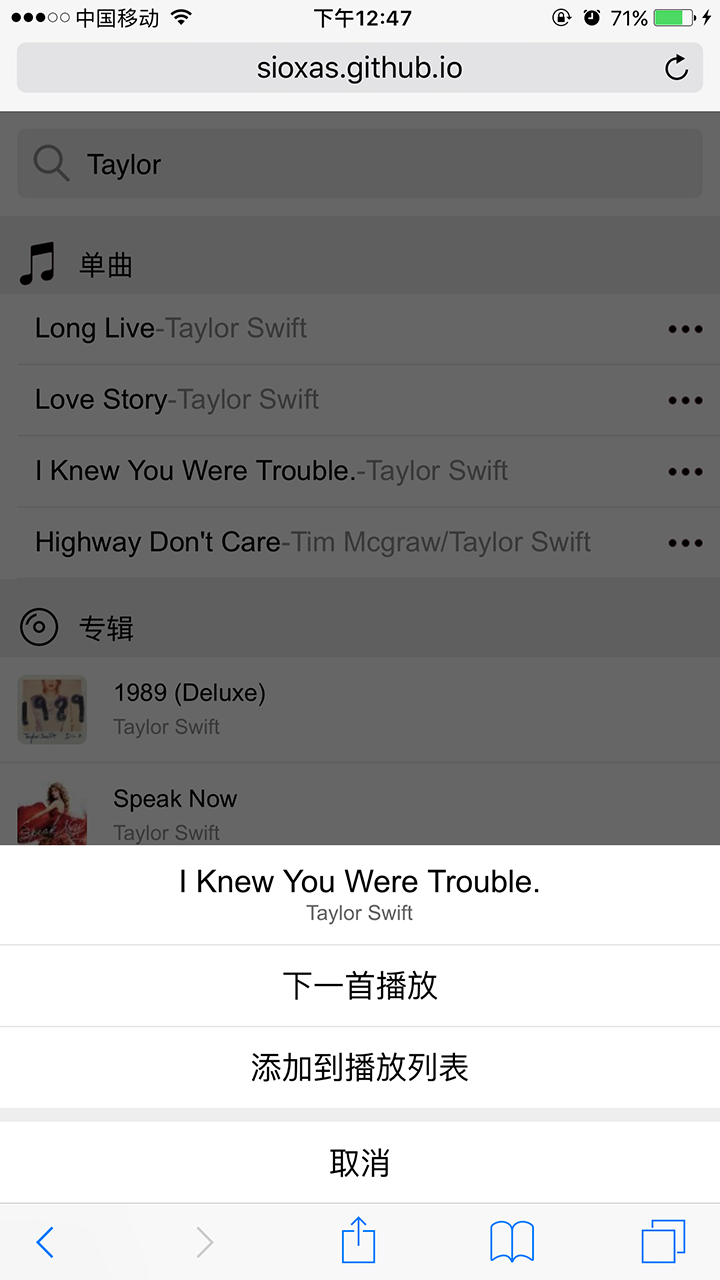 中国移动 下午12:47 71%
sioxas.github.io
Taylor
单曲
Long Live-Taylor Swift
Love Story-Taylor Swift
I Knew You Were Trouble.-Taylor Swift
Highway Don't Care-Tim Mcgraw/Taylor Swift
专辑
1989
1989 (Deluxe)
Taylor Swift
Speak Now
Speak Now
Taylor Swift
I Knew You Were Trouble.
Taylor Swift
下一首播放
添加到播放列表
取消